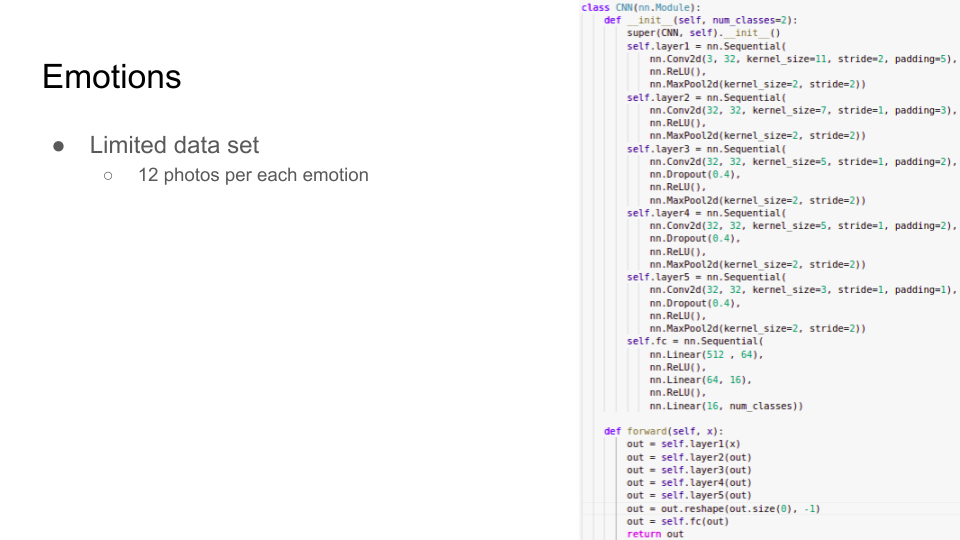 Emotions
● Limited data set
○ 12 photos per each emotion
class CNN(nn.Module):
    def __init__(self, num_classes=2):
        super(CNN, self).__init__()
        self.layer1 = nn.Sequential(
            nn.Conv2d(3, 32, kernel_size=11, stride=2, padding=5),
            nn.ReLU(),
            nn.MaxPool2d(kernel_size=2, stride=2))
        self.layer2 = nn.Sequential(
            nn.Conv2d(32, 32, kernel_size=7, stride=1, padding=3),
            nn.ReLU(),
            nn.MaxPool2d(kernel_size=2, stride=2))
        self.layer3 = nn.Sequential(
            nn.Conv2d(32, 32, kernel_size=5, stride=1, padding=2),
            nn.Dropout(0.4),
            nn.ReLU(),
            nn.MaxPool2d(kernel_size=2, stride=2))
        self.layer4 = nn.Sequential(
            nn.Conv2d(32, 32, kernel_size=5, stride=1, padding=2),
            nn.Dropout(0.4),
            nn.ReLU(),
            nn.MaxPool2d(kernel_size=2, stride=2))
        self.layer5 = nn.Sequential(
            nn.Conv2d(32, 32, kernel_size=3, stride=1, padding=1),
            nn.Dropout(0.4),
            nn.ReLU(),
            nn.MaxPool2d(kernel_size=2, stride=2))
        self.fc = nn.Sequential(
            nn.Linear(512 , 64),
            nn.ReLU(),
            nn.Linear(64, 16),
            nn.ReLU(),
            nn.Linear(16, num_classes))
    def forward(self, x):
        out = self.layer1(x)
        out = self.layer2(out)
        out = self.layer3(out)
        out = self.layer4(out)
        out = self.layer5(out)
        out = out.reshape(out.size(0), -1)
        out = self.fc(out)
        return out